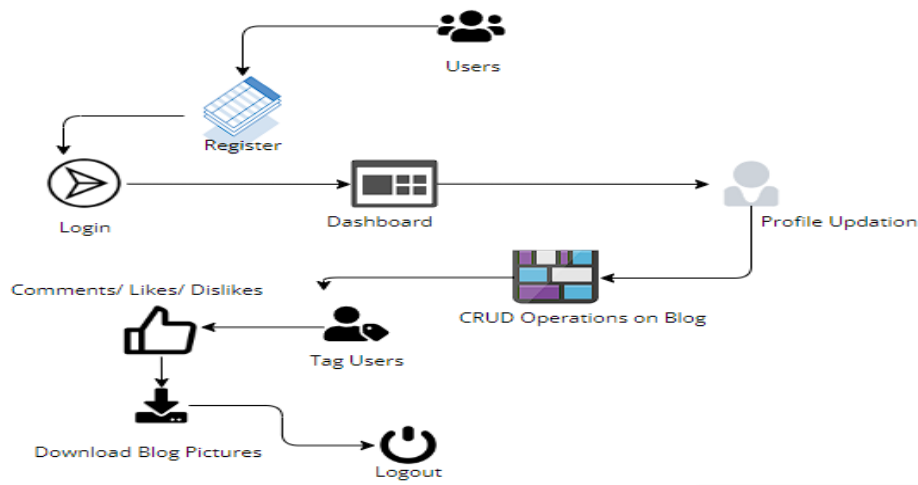 Users
Register
Login
Dashboard
Profile Updation
CRUD Operations on Blog
Tag Users
Comments/ Likes/ Dislikes
Download Blog Pictures
Logout